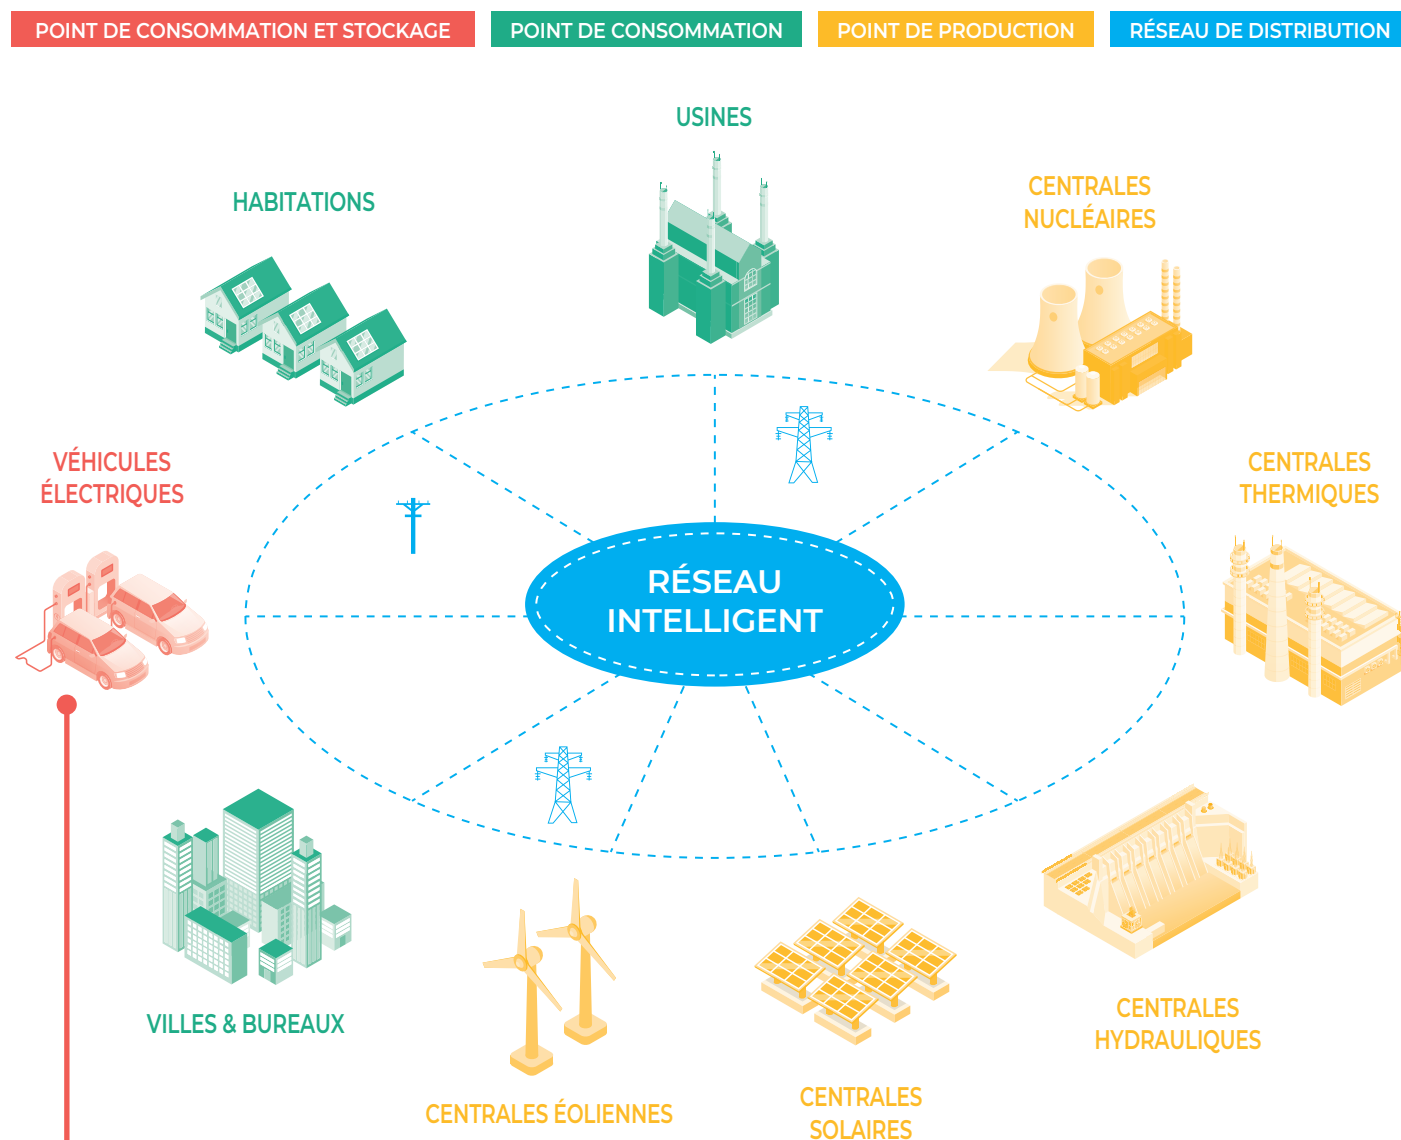 POINT DE CONSOMMATION ET STOCKAGE
POINT DE CONSOMMATION
POINT DE PRODUCTION
RÉSEAU DE DISTRIBUTION
USINES
HABITATIONS
CENTRALES
NUCLÉAIRES
VÉHICULES
ÉLECTRIQUES
CENTRALES
THERMIQUES
RÉSEAU
INTELLIGENT
VILLES & BUREAUX
CENTRALES
HYDRAULIQUES
CENTRALES ÉOLIENNES
CENTRALES
SOLAIRES